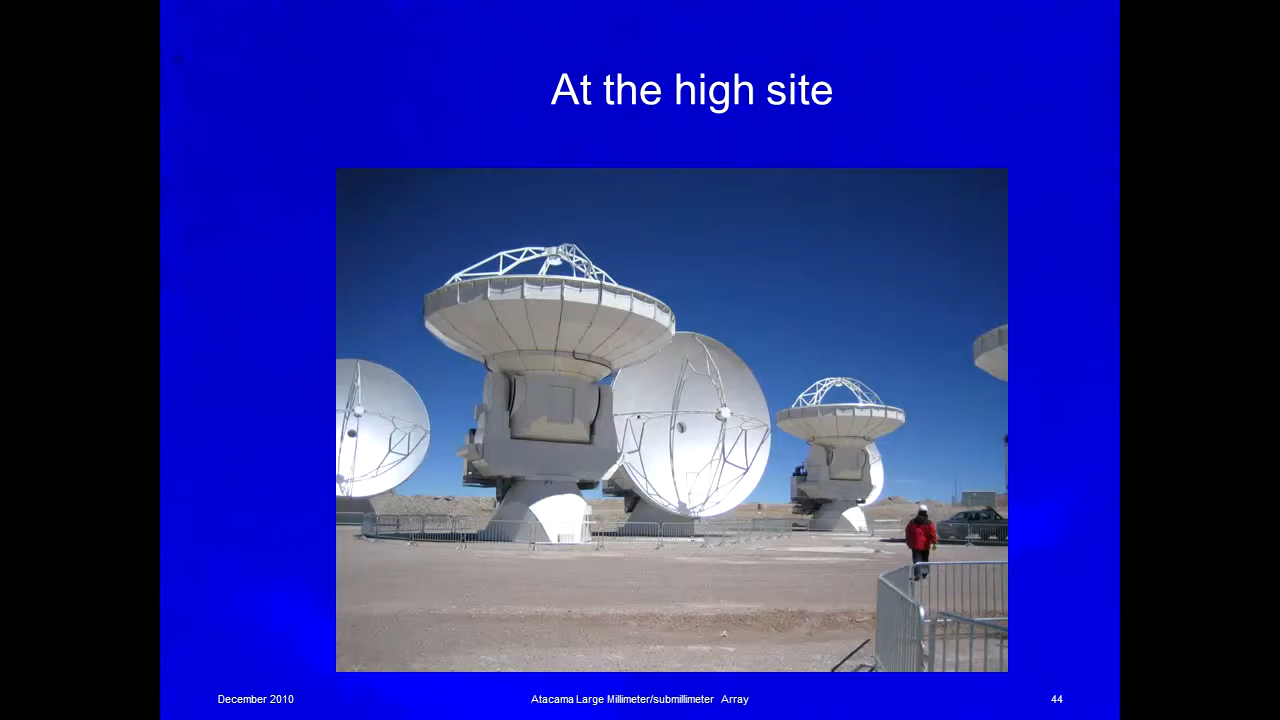 At the high site
December 2010
Atacama Large Millimeter/submillimeter Array
44